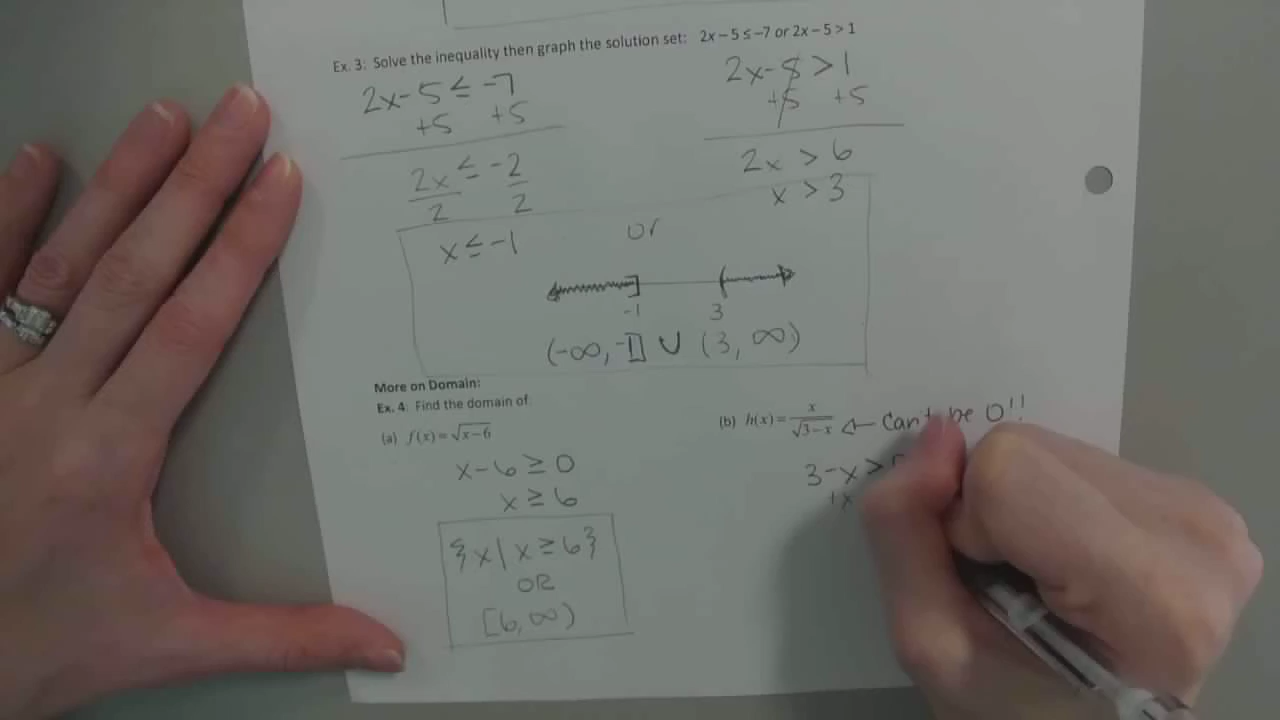 Ex. 3: Solve the inequality then graph the solution set: 2x – 5 ≤ –7 or 2x – 5 > 1
2x - 5 ≤ -7
+5 +5
2x ≤ -2
2 2
x ≤ -1
2x - 5 > 1
+5 +5
2x > 6
x > 3
or
-1 3
(-∞, -1] ∪ (3, ∞)
More on Domain:
Ex. 4: Find the domain of
(a) f(x) = √x-6
x - 6 ≥ 0
x ≥ 6
{x | x ≥ 6}
OR
[6, ∞)
(b) h(x) = x/√3-x ← Can't be 0!!
3 - x >
+x